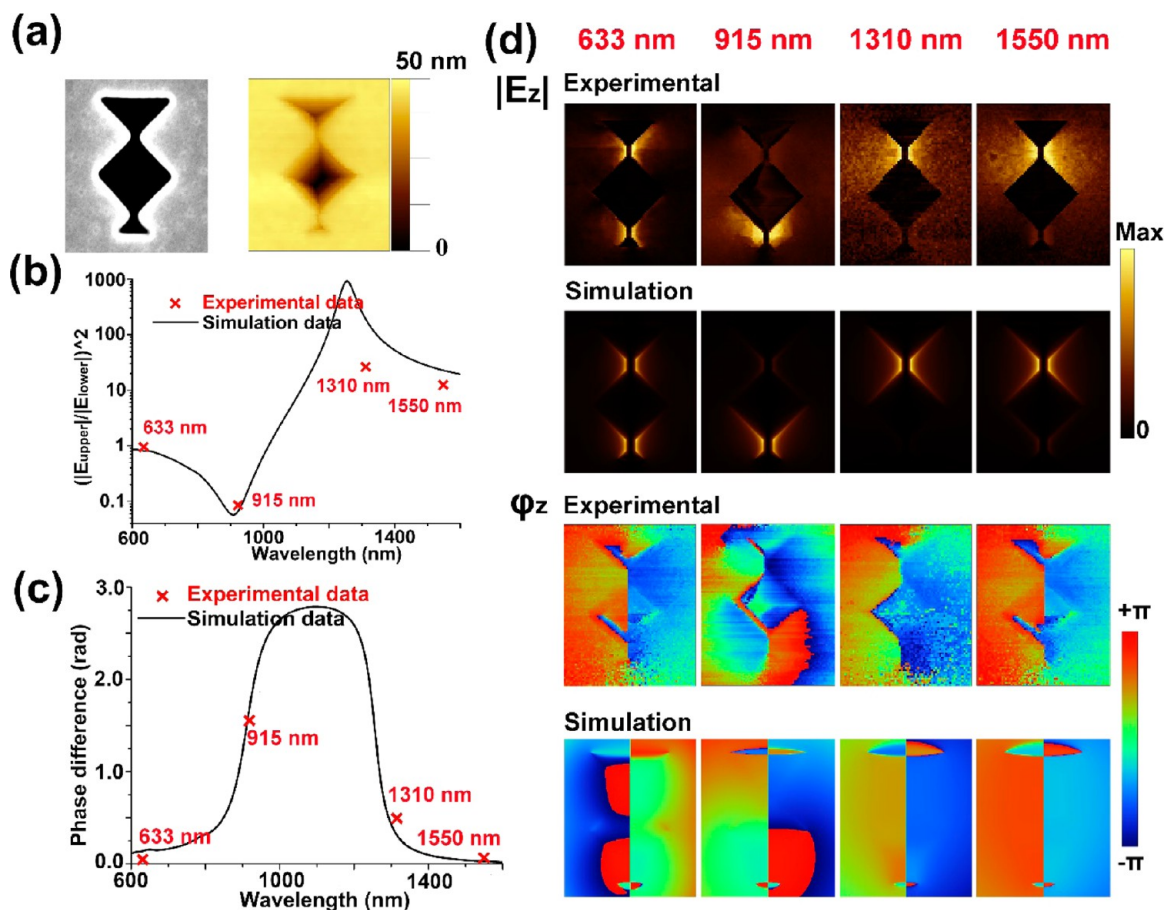 (a)
50 nm
0
(b)
1000
100
10
1
0.1
(|Eupper|/|Elower|)^2
Experimental data
Simulation data
633 nm
915 nm
1310 nm
1550 nm
600 800 1000 1400
Wavelength (nm)
(c)
3.0
2.0
1.0
0.0
Phase difference (rad)
Experimental data
Simulation data
915 nm
633 nm
1310 nm
1550 nm
600 1000 1400
Wavelength (nm)
(d)
633 nm 915 nm 1310 nm 1550 nm
|Ez|
Experimental
Simulation
Max
0
φz
Experimental
Simulation
+π
-π